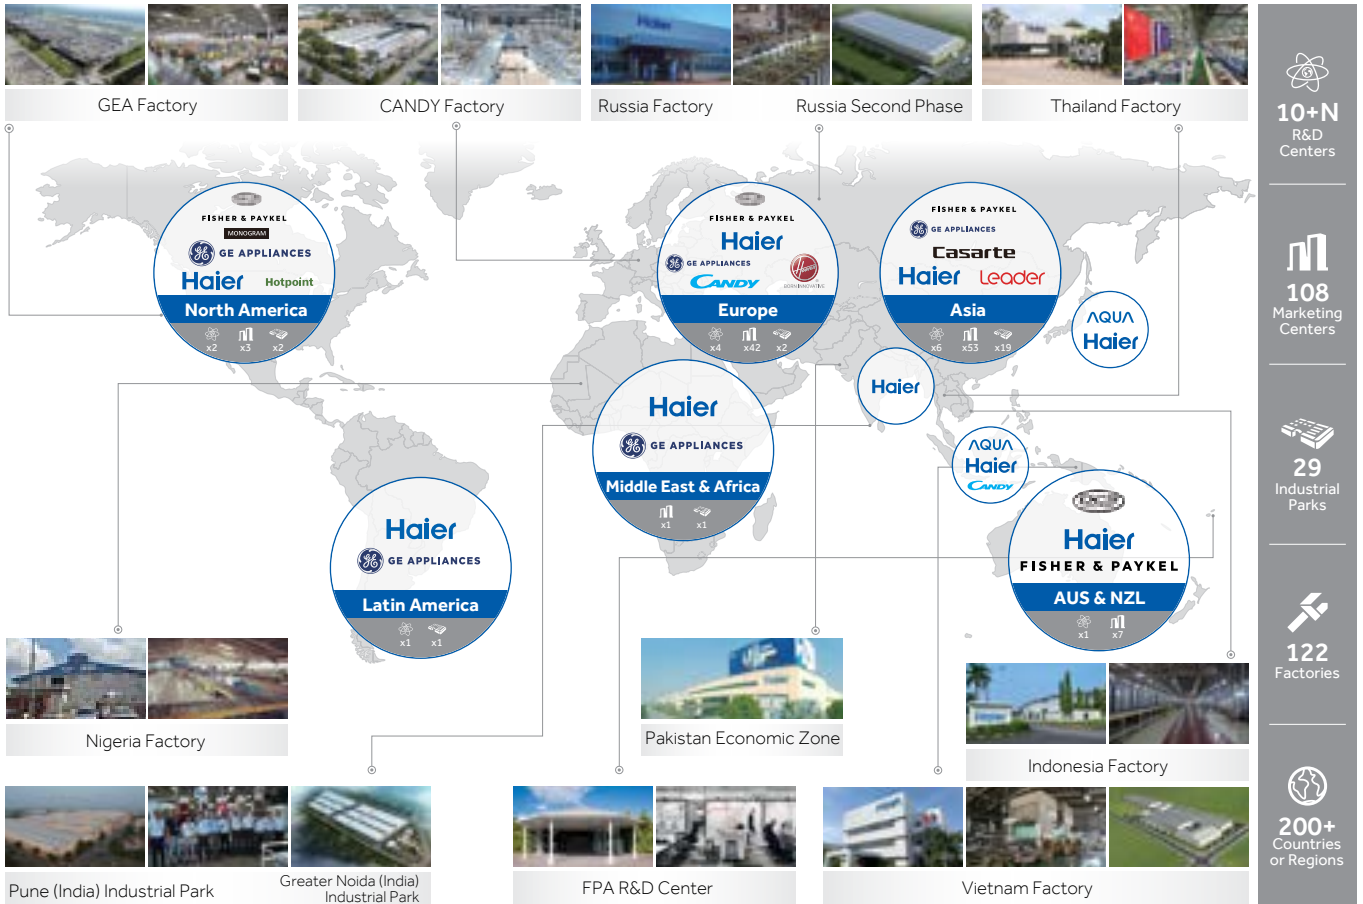 GEA Factory
CANDY Factory
Russia Factory
Russia Second Phase
Thailand Factory
Haier
10+N
R&D
Centers
108
Marketing
Centers
29
Industrial
Parks
122
Factories
200+
Countries
or Regions
FISHER & PAYKEL
MONOGRAM
GE APPLIANCES
Haier
Hotpoint
North America
x2
x3
x2
FISHER & PAYKEL
Haier
GE APPLIANCES
CANDY
HOOVER
BORN INNOVATIVE
Europe
x4
x42
x2
FISHER & PAYKEL
GE APPLIANCES
Casarte
Haier
Leader
Asia
x6
x53
x19
AQUA
Haier
Haier
AQUA
Haier
CANDY
Haier
GE APPLIANCES
Middle East & Africa
x1
x1
Haier
GE APPLIANCES
Latin America
x1
x1
Haier
FISHER & PAYKEL
AUS & NZL
x1
x7
Nigeria Factory
Pakistan Economic Zone
Indonesia Factory
Pune (India) Industrial Park
Greater Noida (India)
Industrial Park
FPA R&D Center
Vietnam Factory